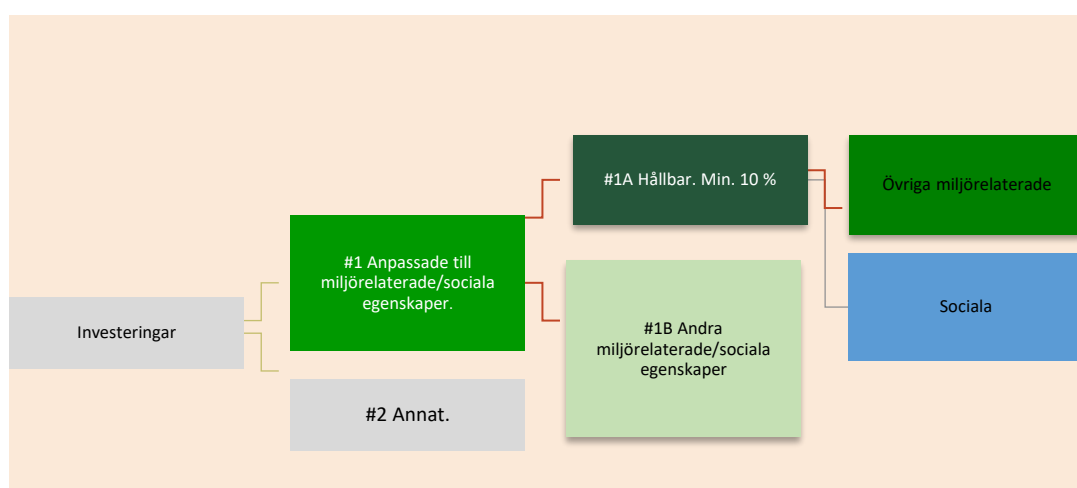 Investeringar
#1 Anpassade till
miljörelaterade/sociala
egenskaper.
#2 Annat.
#1A Hållbar. Min. 10 %
#1B Andra
miljörelaterade/sociala
egenskaper
Övriga miljörelaterade
Sociala